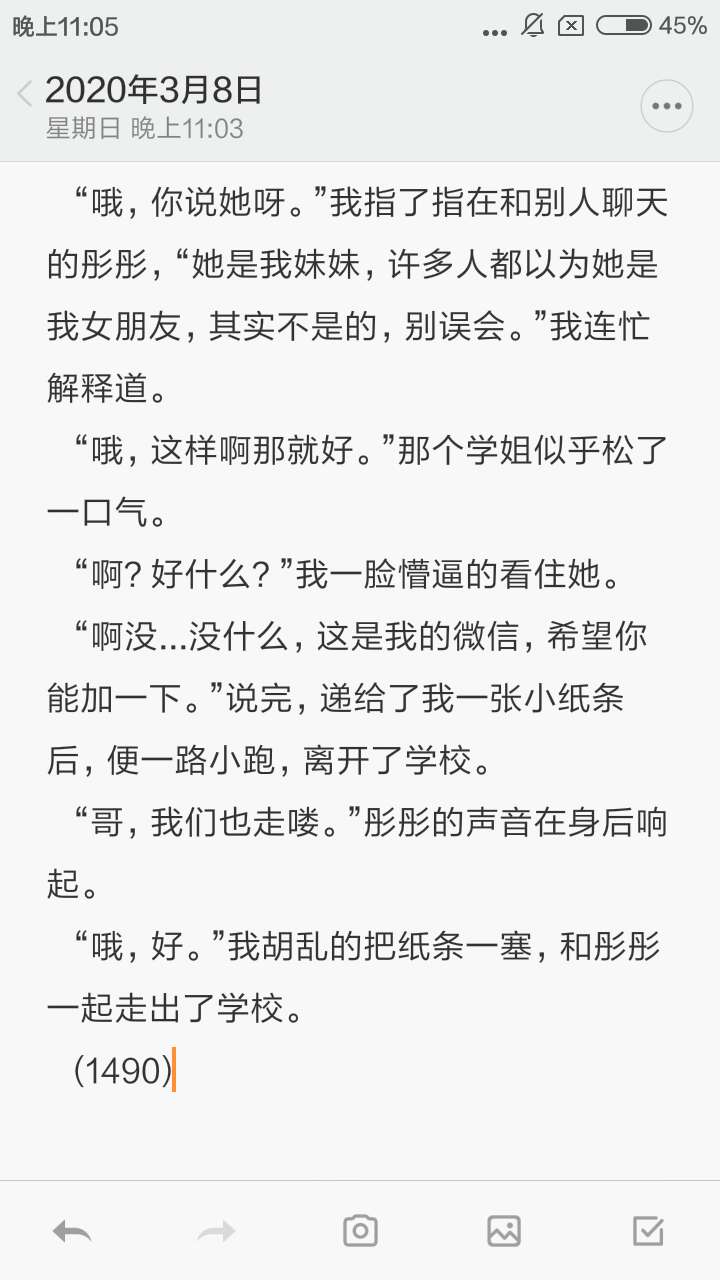 晚上11:05
45%
2020年3月8日
星期日 晚上11:03
“哦，你说她呀。”我指了指在和别人聊天
的彤彤，“她是我妹妹，许多人都以为她是
我女朋友，其实不是的，别误会。”我连忙
解释道。
“哦，这样啊那就好。”那个学姐似乎松了
一口气。
“啊？好什么？”我一脸懵逼的看住她。
“啊没...没什么，这是我的微信，希望你
能加一下。”说完，递给了我一张小纸条
后，便一路小跑，离开了学校。
“哥，我们也走喽。”彤彤的声音在身后响
起。
“哦，好。”我胡乱的把纸条一塞，和彤彤
一起走出了学校。
（1490）